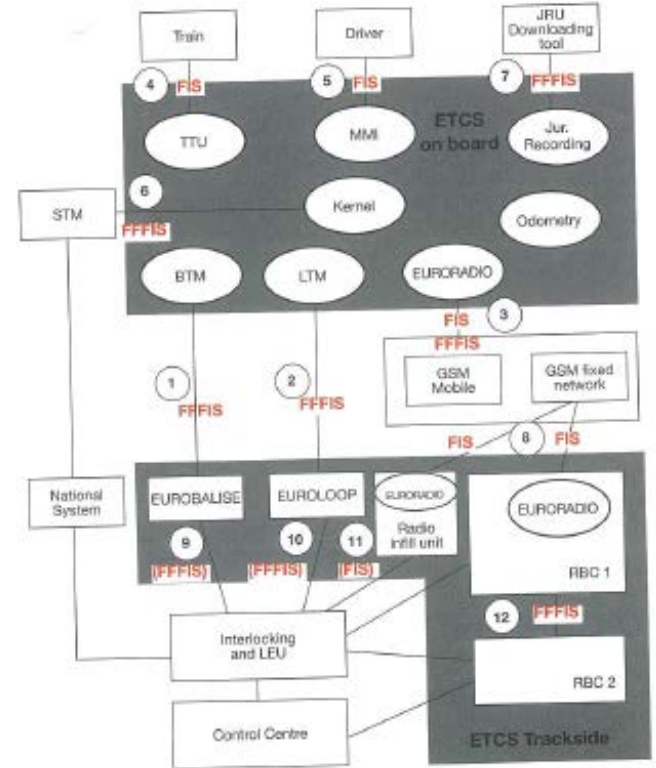 Train
Driver
JRU
Downloading
tool
4
FIS
5
FIS
7
FFFIS
TTU
MMI
ETCS
on board
Jur.
Recording
6
STM
FFFIS
Kernel
Odometry
BTM
LTM
EURORADIO
FIS
3
FFFIS
GSM
Mobile
GSM fixed
network
1
FFFIS
2
FFFIS
FIS
8
FIS
National
System
EUROBALISE
EUROLOOP
EURORADIO
Radio
infill unit
EURORADIO
RBC 1
9
(FFFIS)
10
(FFFIS)
11
(FIS)
12
FFFIS
Interlocking
and LEU
RBC 2
Control Centre
ETCS Trackside